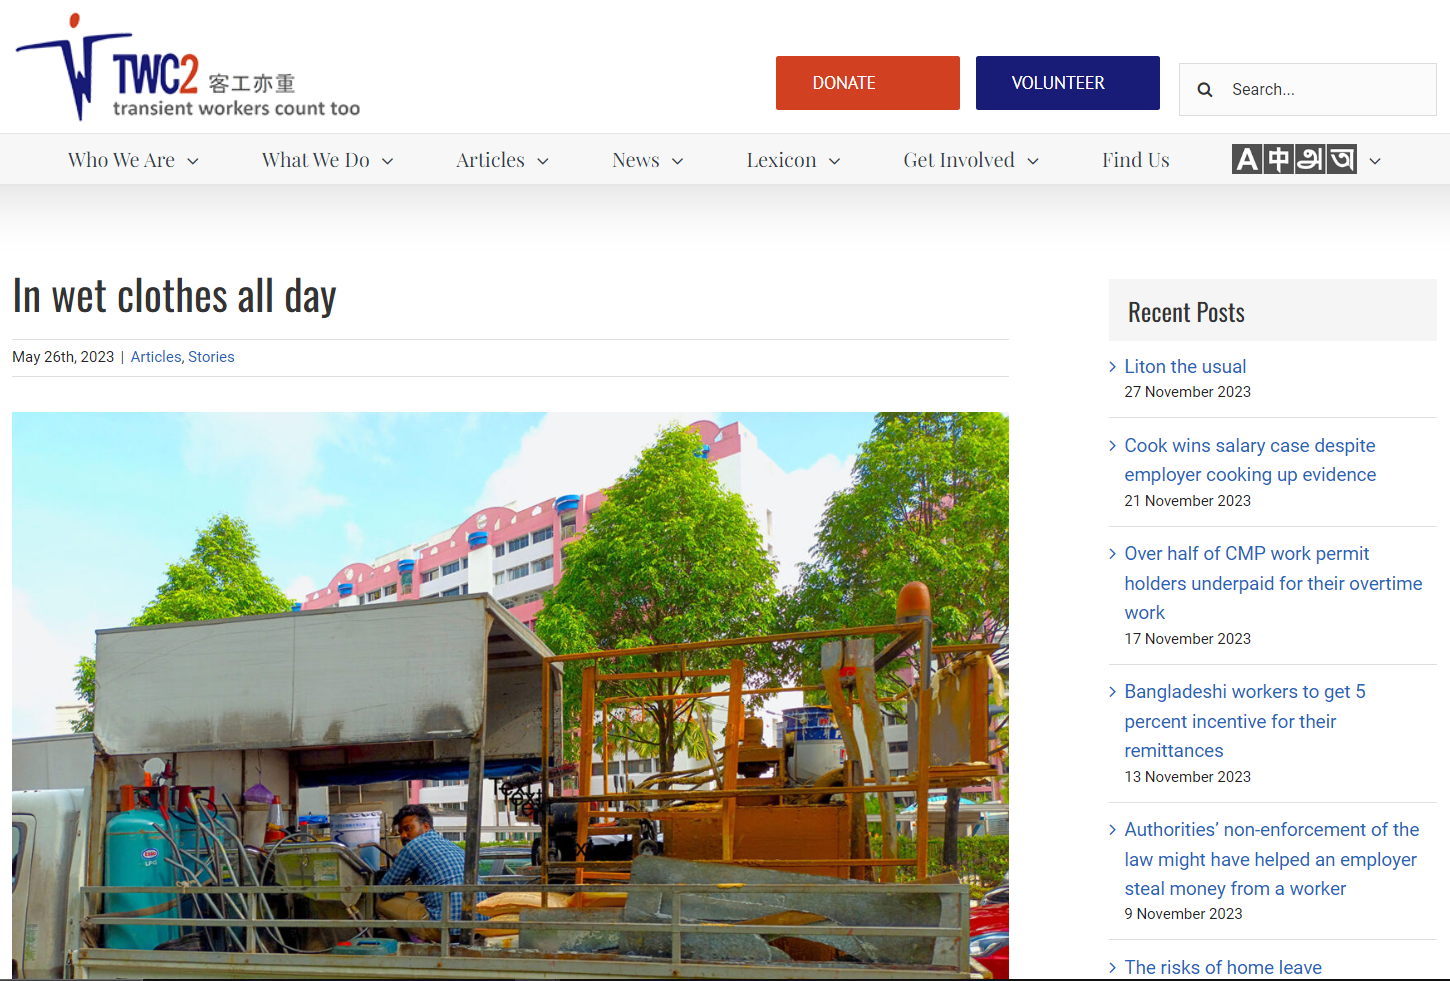 TWC2 客工亦重
transient workers count too
DONATE
VOLUNTEER
Search...
Who We Are
What We Do
Articles
News
Lexicon
Get Involved
Find Us
A 中 அ অ
In wet clothes all day
May 26th, 2023 | Articles, Stories
Recent Posts
Liton the usual
27 November 2023
Cook wins salary case despite
employer cooking up evidence
21 November 2023
Over half of CMP work permit
holders underpaid for their overtime
work
17 November 2023
Bangladeshi workers to get 5
percent incentive for their
remittances
13 November 2023
Authorities’ non-enforcement of the
law might have helped an employer
steal money from a worker
9 November 2023
The risks of home leave
Esso
LPG